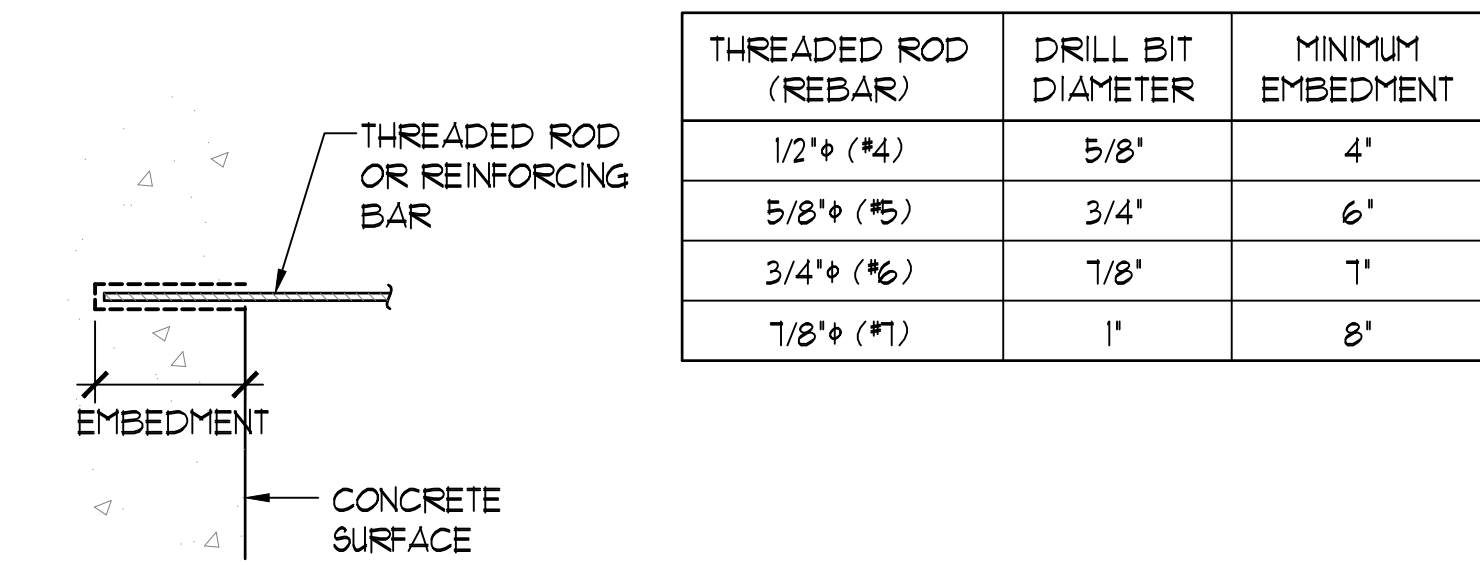 THREADED ROD
OR REINFORCING
BAR
EMBEDMENT
CONCRETE
SURFACE
THREADED ROD
(REBAR)
DRILL BIT
DIAMETER
MINIMUM
EMBEDMENT
1/2"ϕ (#4)
5/8"
4"
5/8"ϕ (#5)
3/4"
6"
3/4"ϕ (#6)
7/8"
7"
7/8"ϕ (#7)
1"
8"